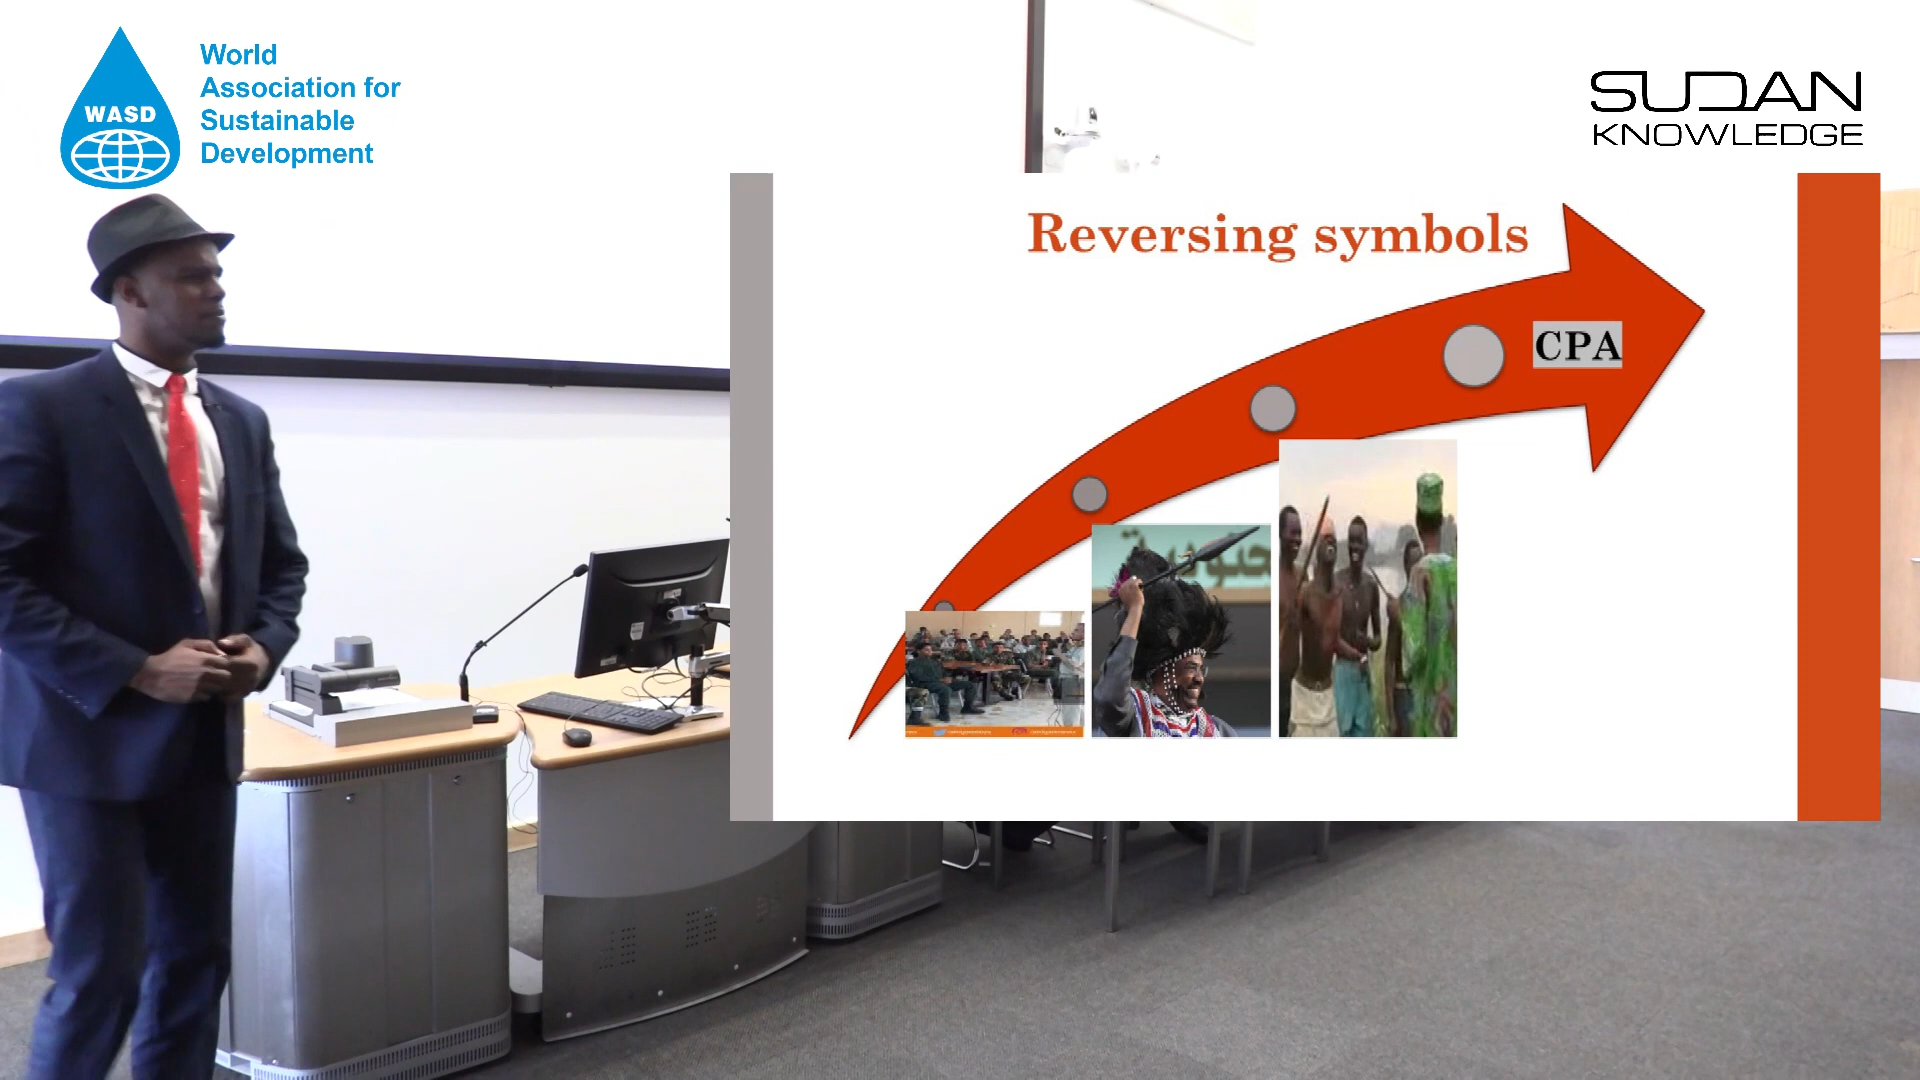 WASD
World
Association for
Sustainable
Development
SUDAN
KNOWLEDGE
Reversing symbols
CPA